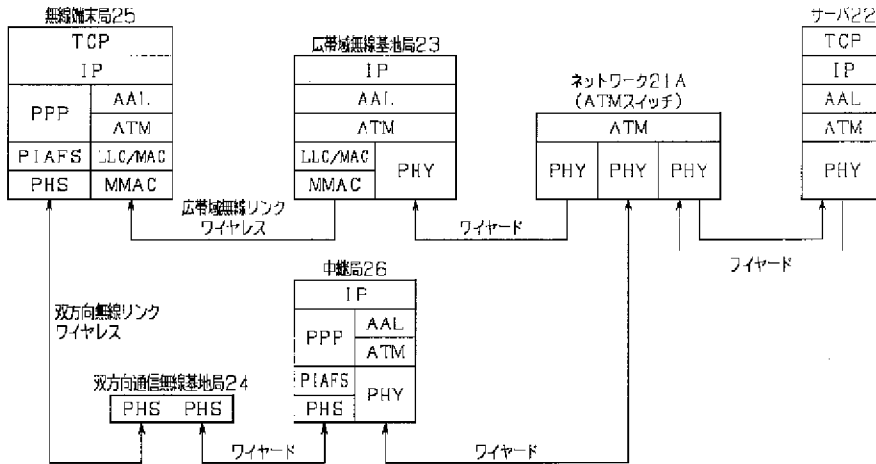 無線端末局25
TCP
IP
PPP
AAL
ATM
PIAFS
LLC/MAC
PHS
MMAC
広帯域無線基地局23
IP
AAL
ATM
LLC/MAC
PHY
MMAC
ネットワーク21A
(ATMスイッチ)
ATM
PHY
PHY
PHY
サーバ22
TCP
IP
AAL
ATM
PHY
広帯域無線リンク
ワイヤレス
ワイヤード
ワイヤード
双方向無線リンク
ワイヤレス
中継局26
IP
PPP
AAL
ATM
PIAFS
PHY
PHS
双方向通信無線基地局24
PHS
PHS
ワイヤード
ワイヤード